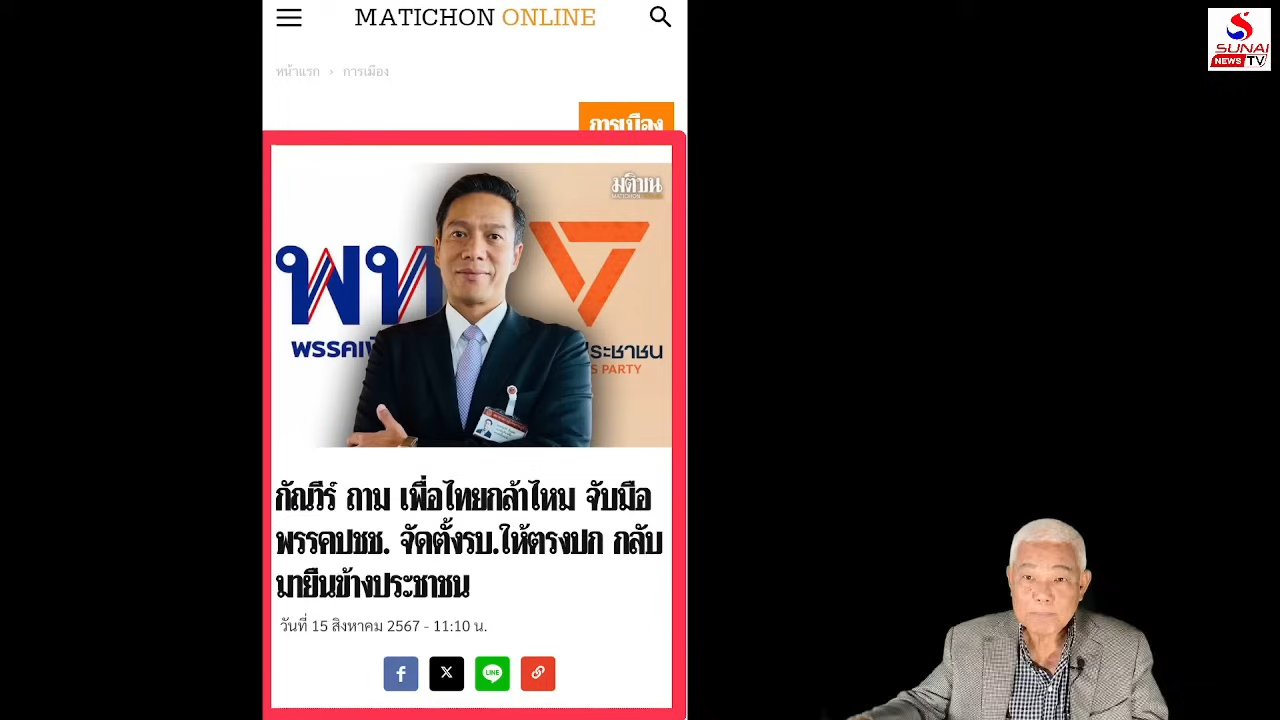 MATICHON ONLINE
SUNAI
NEWS TV
หน้าแรก › การเมือง
การเมือง
มติชน
MATICHON
พท
พรรคเ
ระชาชน
S PARTY
กัณวีร์ ถาม เพื่อไทยกล้าไหม จับมือ
พรรคปชช. จัดตั้งรบ.ให้ตรงปก กลับ
มายืนข้างประชาชน
วันที่ 15 สิงหาคม 2567 - 11:10 น.
f
X
LINE